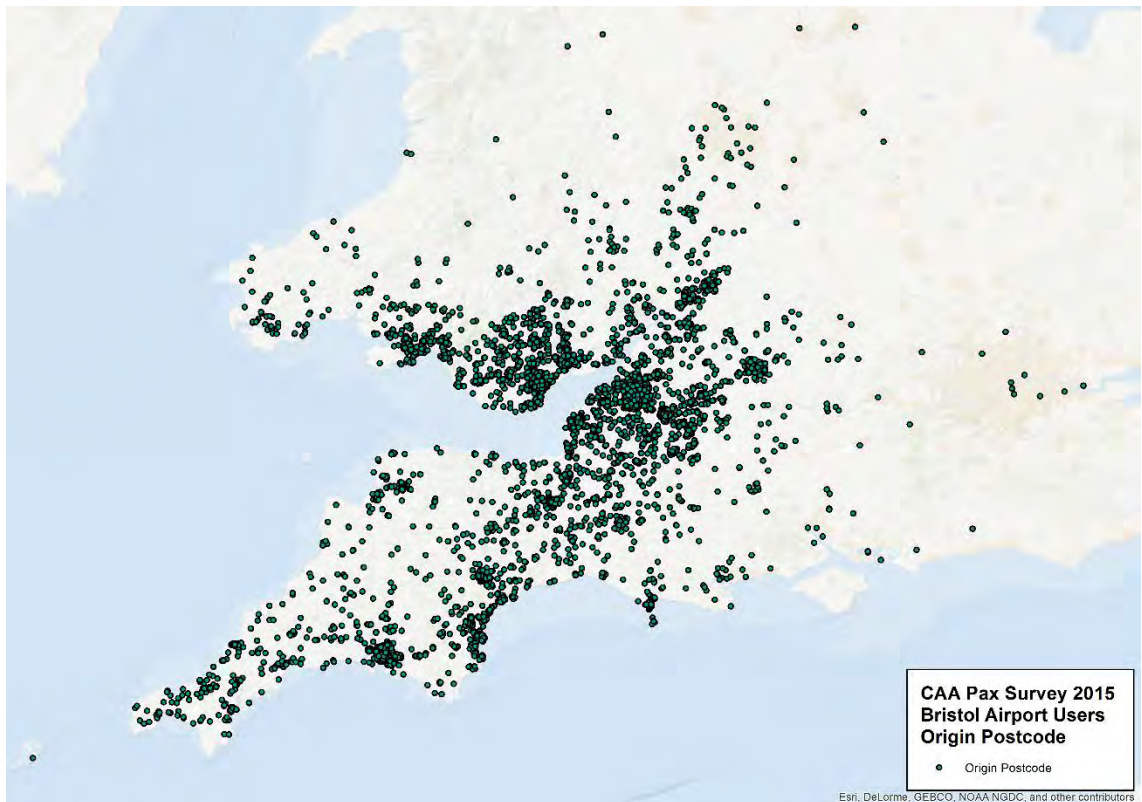 CAA Pax Survey 2015
Bristol Airport Users
Origin Postcode
Origin Postcode
Esri, DeLorme, GEBCO, NOAA NGDC, and other contributors